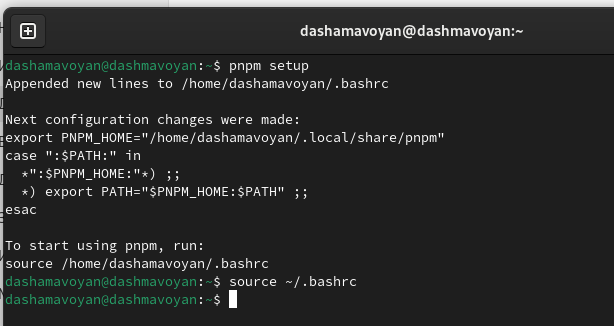 dashamavoyan@dashmavoyan:~
dashamavoyan@dashmavoyan:~$ pnpm setup
Appended new lines to /home/dashamavoyan/.bashrc
Next configuration changes were made:
export PNPM_HOME="/home/dashamavoyan/.local/share/pnpm"
case ":$PATH:" in
  *":$PNPM_HOME:"*) ;;
  *) export PATH="$PNPM_HOME:$PATH" ;;
esac
To start using pnpm, run:
source /home/dashamavoyan/.bashrc
dashamavoyan@dashmavoyan:~$ source ~/.bashrc
dashamavoyan@dashmavoyan:~$